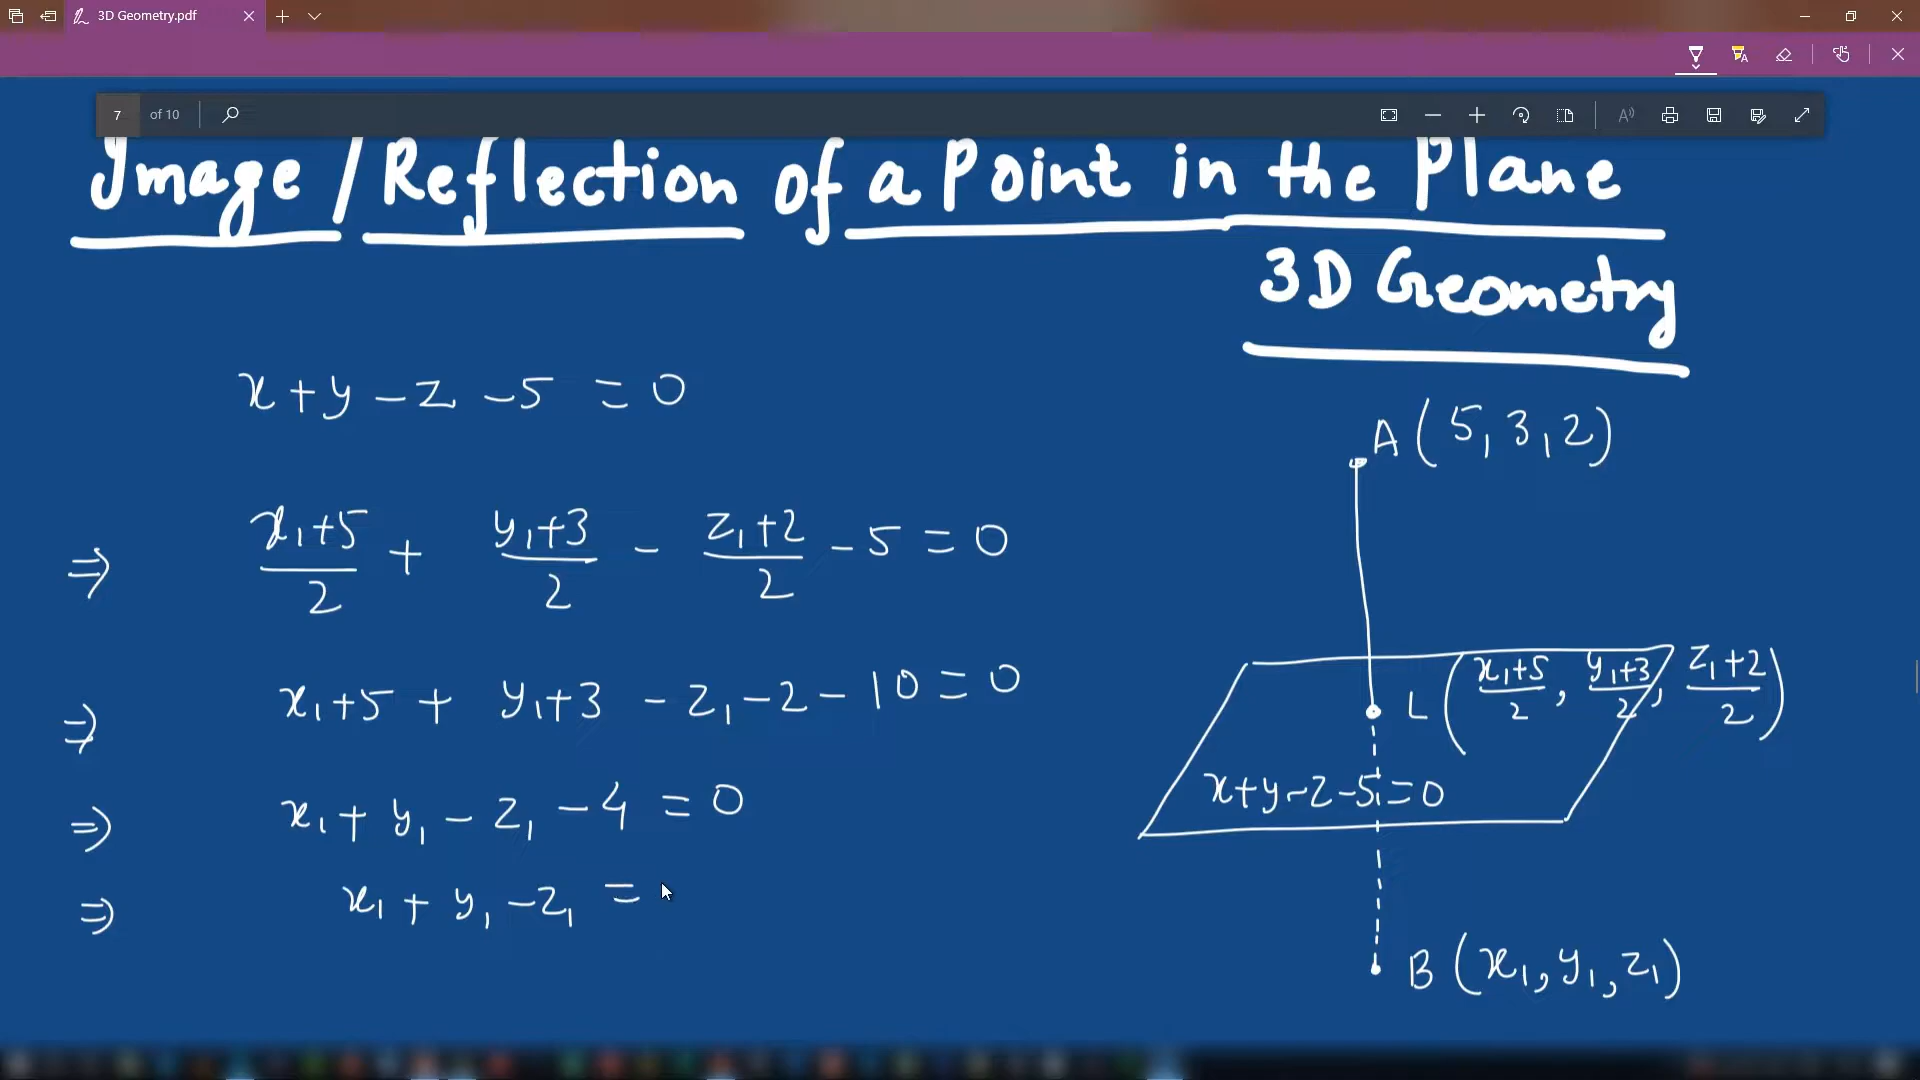 3D Geometry.pdf
7 of 10
Image / Reflection of a Point in the Plane
3D Geometry
x + y - z - 5 = 0
A (5, 3, 2)
⇒ (x₁+5)/2 + (y₁+3)/2 - (z₁+2)/2 - 5 = 0
L ((x₁+5)/2, (y₁+3)/2, (z₁+2)/2)
⇒ x₁+5 + y₁+3 - z₁ - 2 - 10 = 0
x+y-z-5=0
⇒ x₁ + y₁ - z₁ - 4 = 0
⇒ x₁ + y₁ - z₁ =
B (x₁, y₁, z₁)